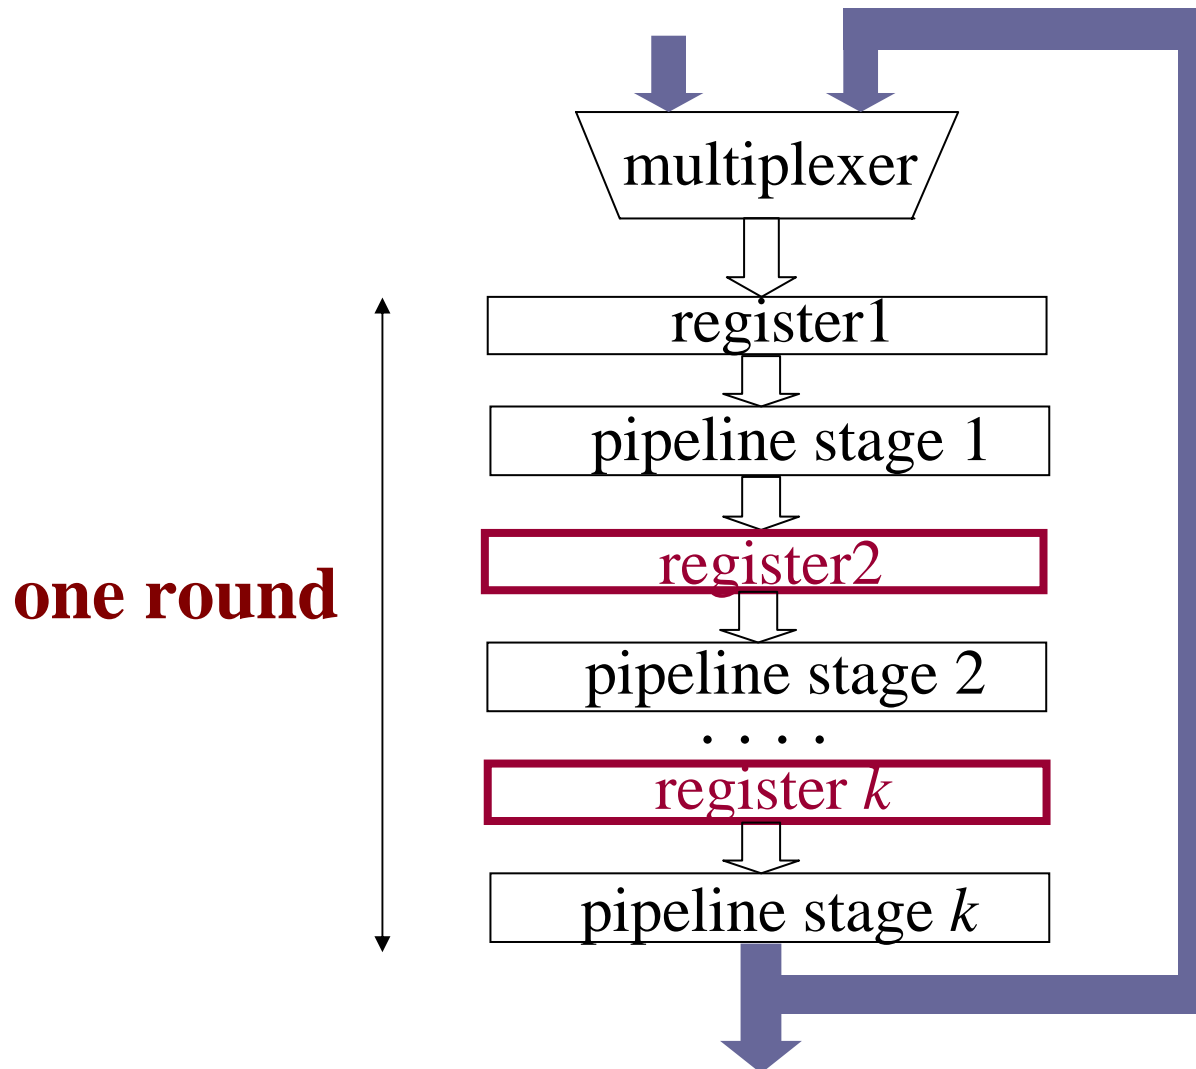 multiplexer
register1
pipeline stage 1
register2
one round
pipeline stage 2
. . . .
register k
pipeline stage k